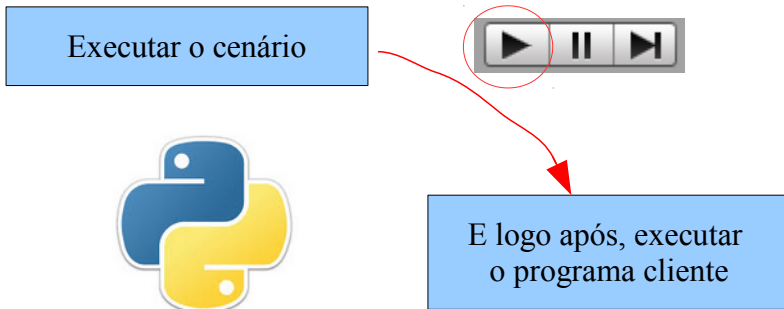 Executar o cenário
E logo após, executar
o programa cliente